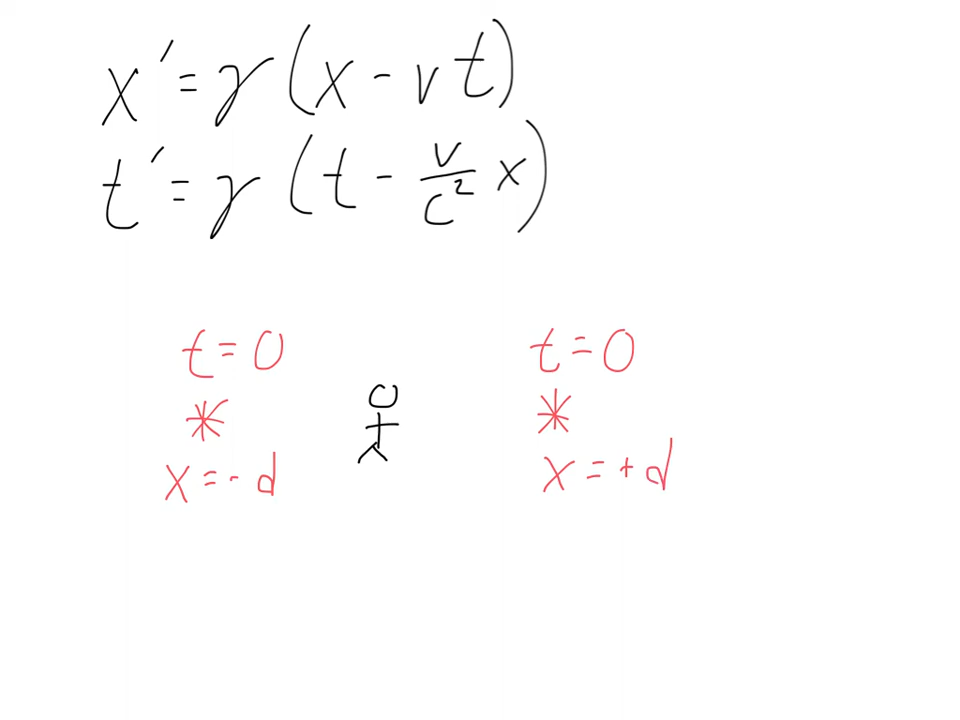 x' = γ (x - vt)
t' = γ (t - v/c² x)
t = 0 t = 0
x = - d x = + d